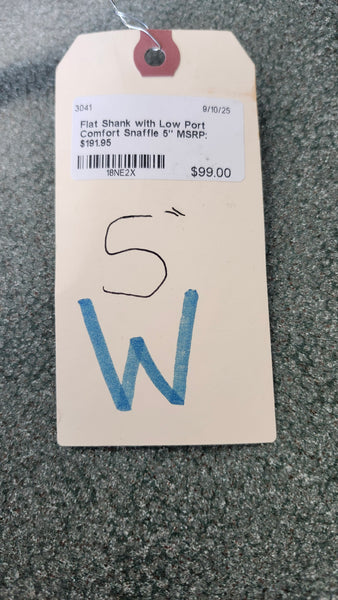 3041 9/10/25
Flat Shank with Low Port
Comfort Snaffle 5" MSRP:
$191.95
18NE2X $99.00
5"
W